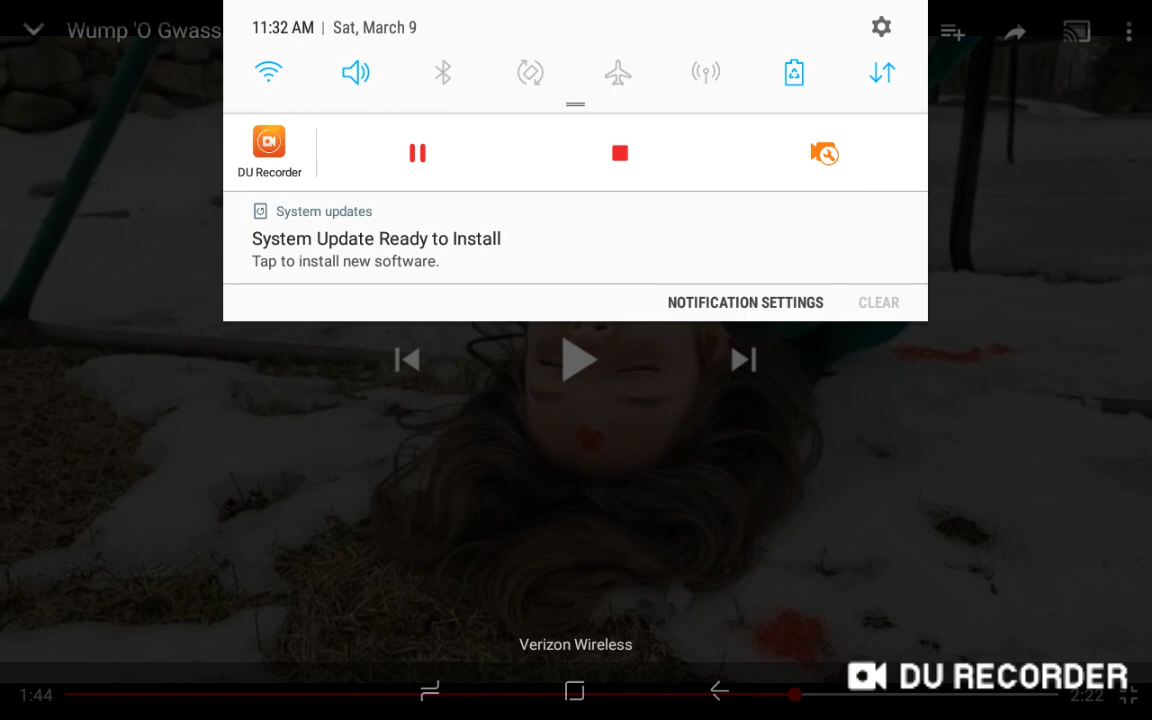 Wump 'O Gwass
11:32 AM | Sat, March 9
DU Recorder
System updates
System Update Ready to Install
Tap to install new software.
NOTIFICATION SETTINGS CLEAR
Verizon Wireless
DU RECORDER
1:44
2:22